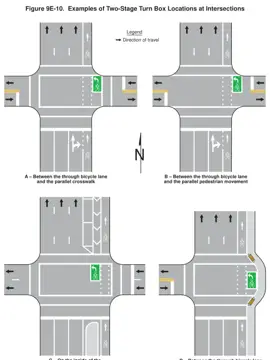 Figure 9E-10. Examples of Two-Stage Turn Box Locations at Intersections
Legend
Direction of travel
N
A – Between the through bicycle lane
and the parallel crosswalk
B – Between the through bicycle lane
and the parallel pedestrian movement